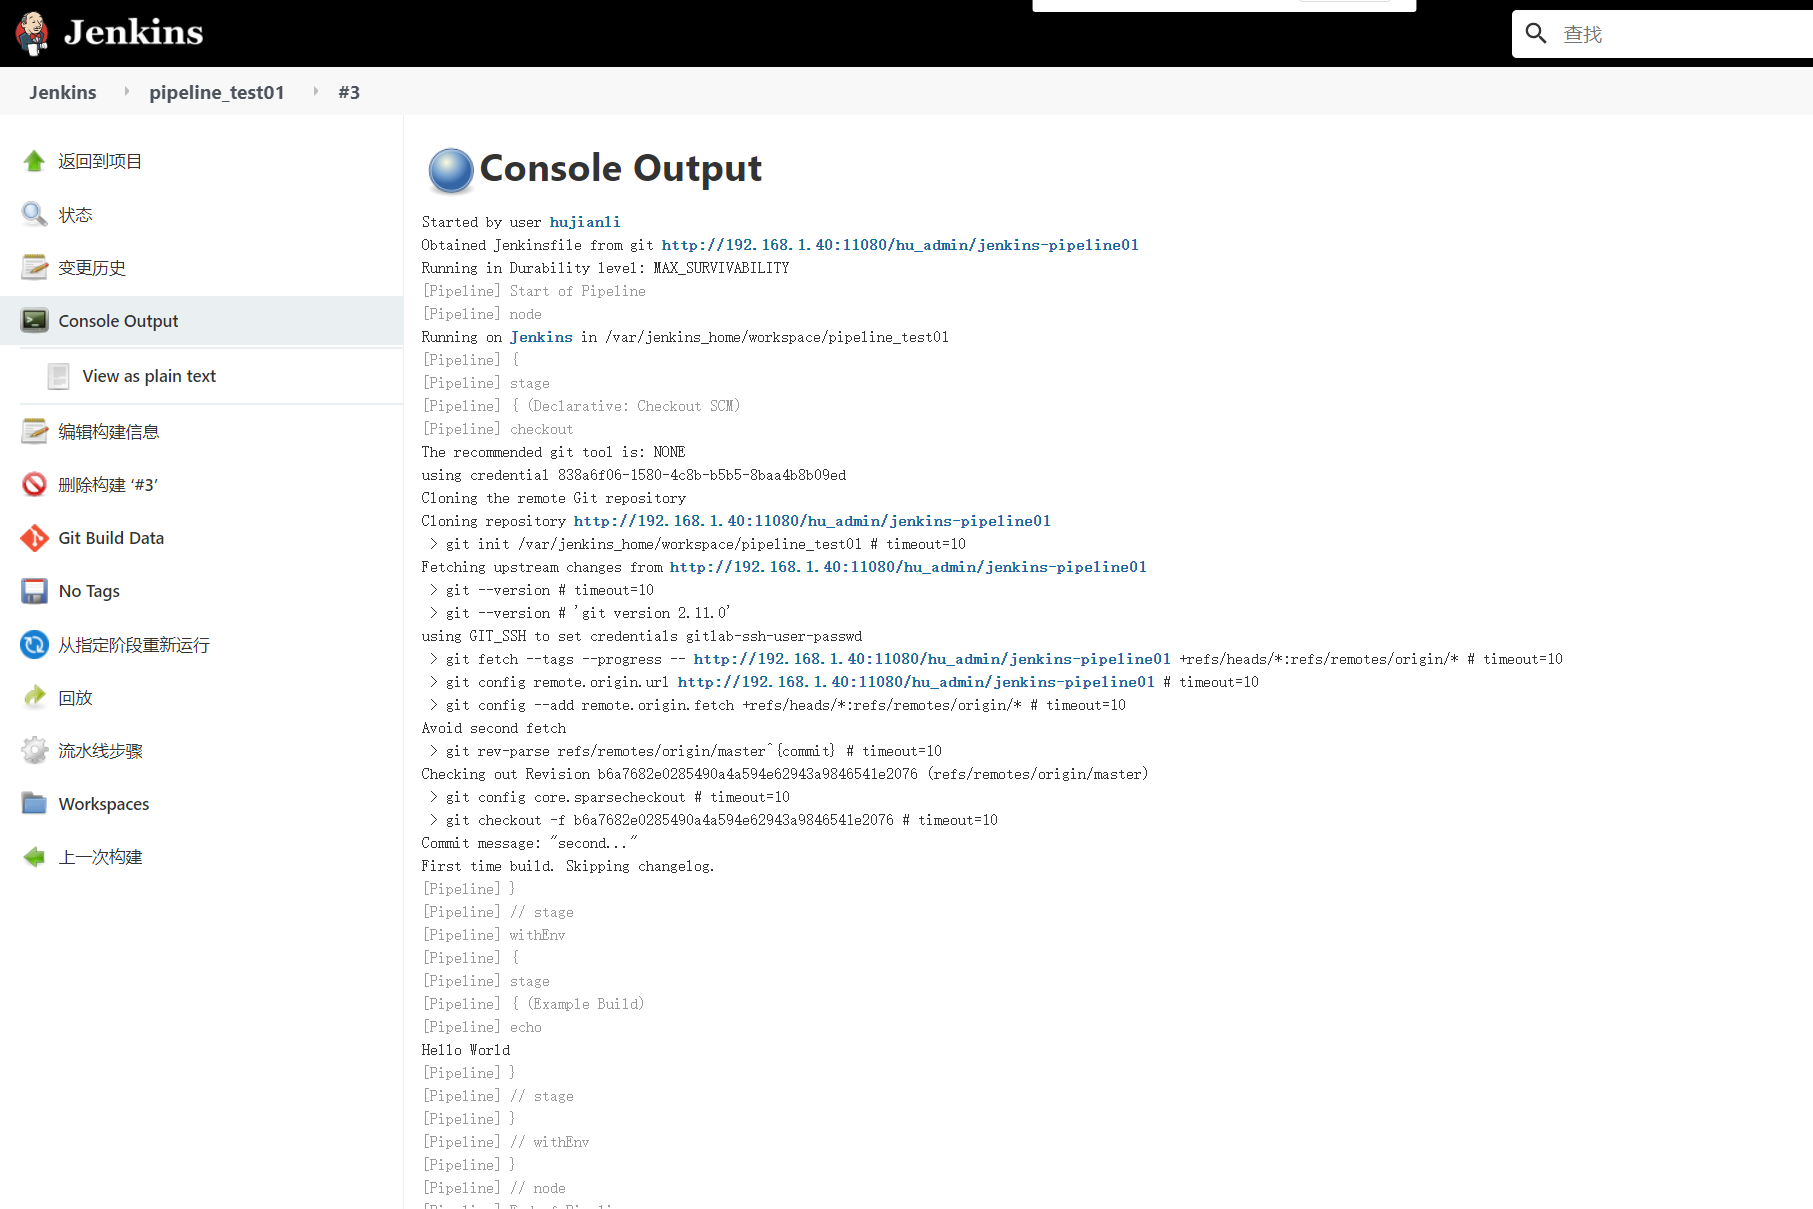 Jenkins
查找
Jenkins
pipeline_test01
#3
返回到项目
状态
变更历史
Console Output
View as plain text
编辑构建信息
删除构建 ‘#3’
Git Build Data
No Tags
从指定阶段重新运行
回放
流水线步骤
Workspaces
上一次构建
Console Output
Started by user hujianli
Obtained Jenkinsfile from git http://192.168.1.40:11080/hu_admin/jenkins-pipeline01
Running in Durability level: MAX_SURVIVABILITY
[Pipeline] Start of Pipeline
[Pipeline] node
Running on Jenkins in /var/jenkins_home/workspace/pipeline_test01
[Pipeline] {
[Pipeline] stage
[Pipeline] { (Declarative: Checkout SCM)
[Pipeline] checkout
The recommended git tool is: NONE
using credential 838a6f06-1580-4c8b-b5b5-8baa4b8b09ed
Cloning the remote Git repository
Cloning repository http://192.168.1.40:11080/hu_admin/jenkins-pipeline01
 > git init /var/jenkins_home/workspace/pipeline_test01 # timeout=10
Fetching upstream changes from http://192.168.1.40:11080/hu_admin/jenkins-pipeline01
 > git --version # timeout=10
 > git --version # 'git version 2.11.0'
using GIT_SSH to set credentials gitlab-ssh-user-passwd
 > git fetch --tags --progress -- http://192.168.1.40:11080/hu_admin/jenkins-pipeline01 +refs/heads/*:refs/remotes/origin/* # timeout=10
 > git config remote.origin.url http://192.168.1.40:11080/hu_admin/jenkins-pipeline01 # timeout=10
 > git config --add remote.origin.fetch +refs/heads/*:refs/remotes/origin/* # timeout=10
Avoid second fetch
 > git rev-parse refs/remotes/origin/master^{commit} # timeout=10
Checking out Revision b6a7682e0285490a4a594e62943a9846541e2076 (refs/remotes/origin/master)
 > git config core.sparsecheckout # timeout=10
 > git checkout -f b6a7682e0285490a4a594e62943a9846541e2076 # timeout=10
Commit message: "second..."
First time build. Skipping changelog.
[Pipeline] }
[Pipeline] // stage
[Pipeline] withEnv
[Pipeline] {
[Pipeline] stage
[Pipeline] { (Example Build)
[Pipeline] echo
Hello World
[Pipeline] }
[Pipeline] // stage
[Pipeline] }
[Pipeline] // withEnv
[Pipeline] }
[Pipeline] // node